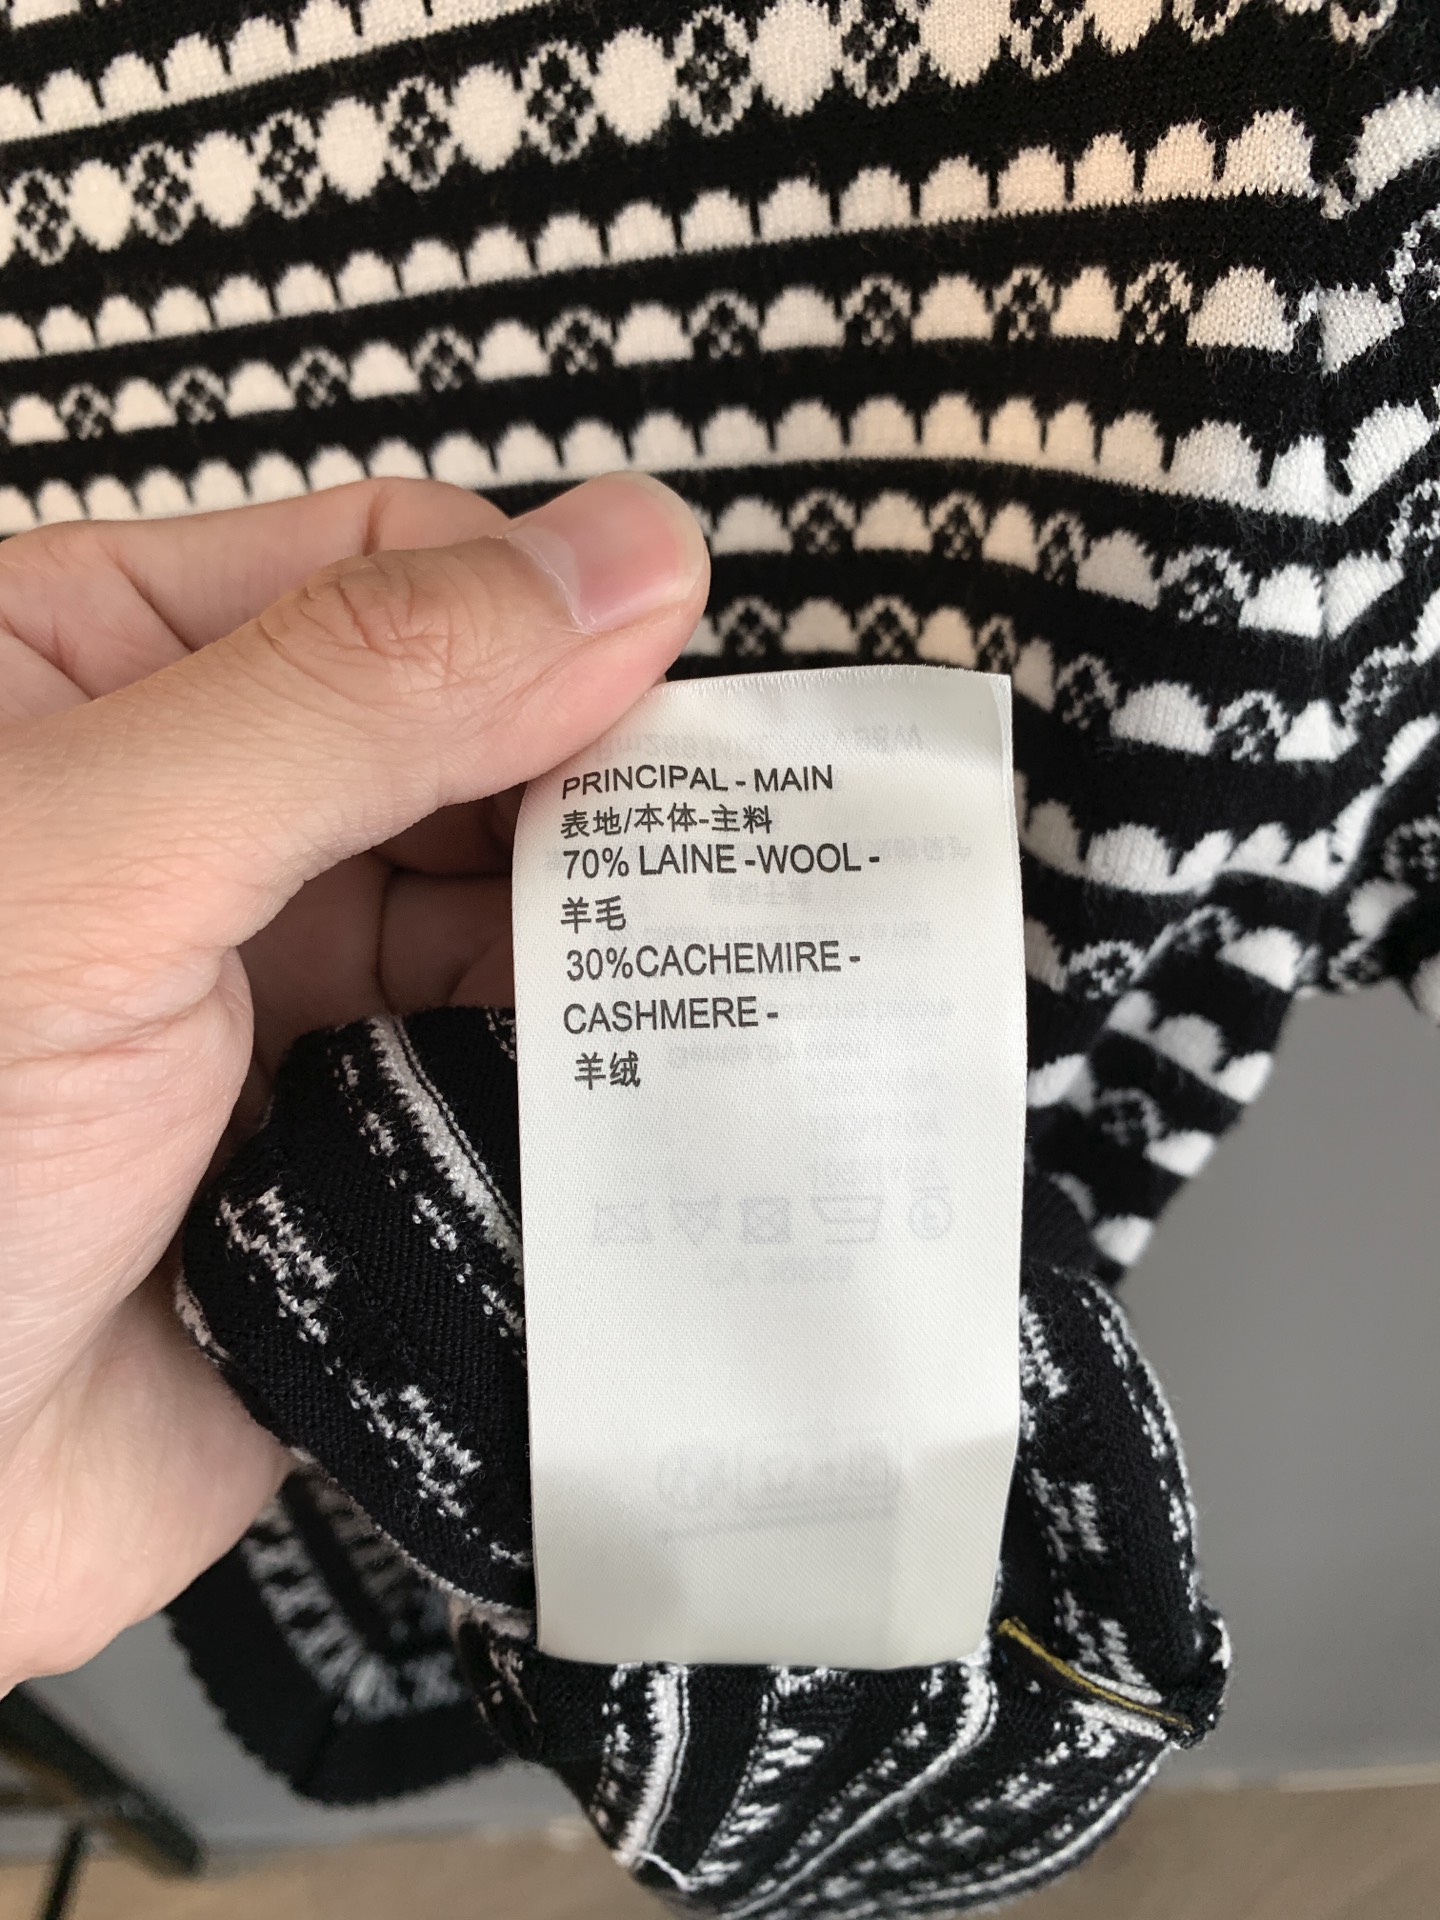 PRINCIPAL - MAIN
表地/本体-主料
70% LAINE -WOOL -
羊毛
30%CACHEMIRE -
CASHMERE -
羊绒